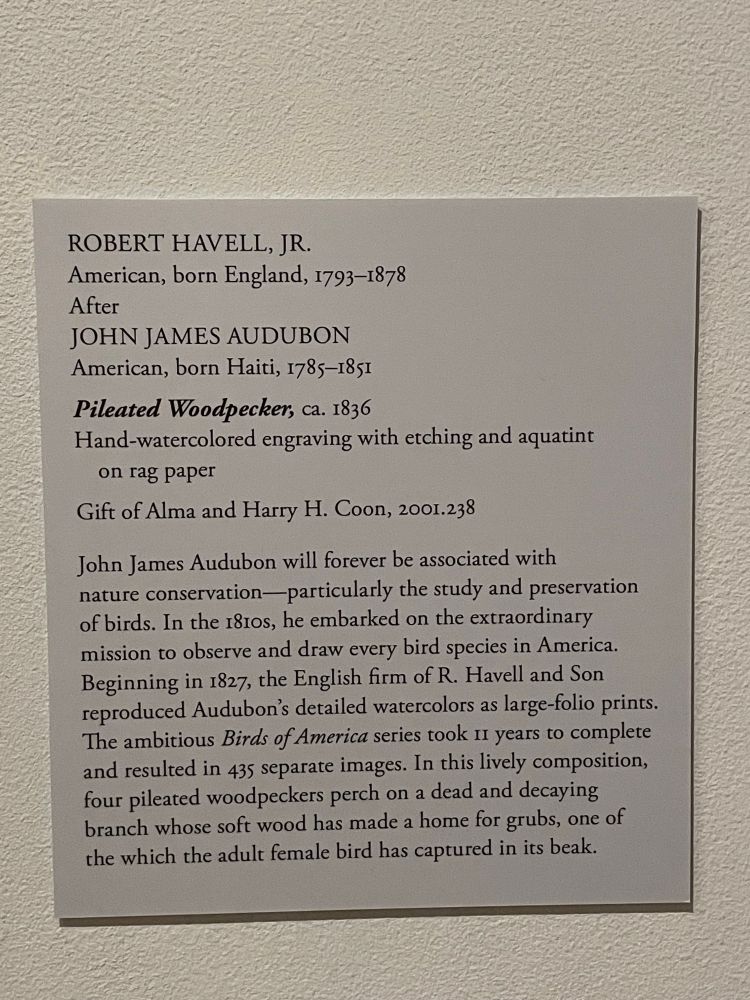 ROBERT HAVELL, JR.
American, born England, 1793–1878
After
JOHN JAMES AUDUBON
American, born Haiti, 1785–1851
Pileated Woodpecker, ca. 1836
Hand-watercolored engraving with etching and aquatint
on rag paper
Gift of Alma and Harry H. Coon, 2001.238
John James Audubon will forever be associated with
nature conservation—particularly the study and preservation
of birds. In the 1810s, he embarked on the extraordinary
mission to observe and draw every bird species in America.
Beginning in 1827, the English firm of R. Havell and Son
reproduced Audubon's detailed watercolors as large-folio prints.
The ambitious Birds of America series took 11 years to complete
and resulted in 435 separate images. In this lively composition,
four pileated woodpeckers perch on a dead and decaying
branch whose soft wood has made a home for grubs, one of
the which the adult female bird has captured in its beak.